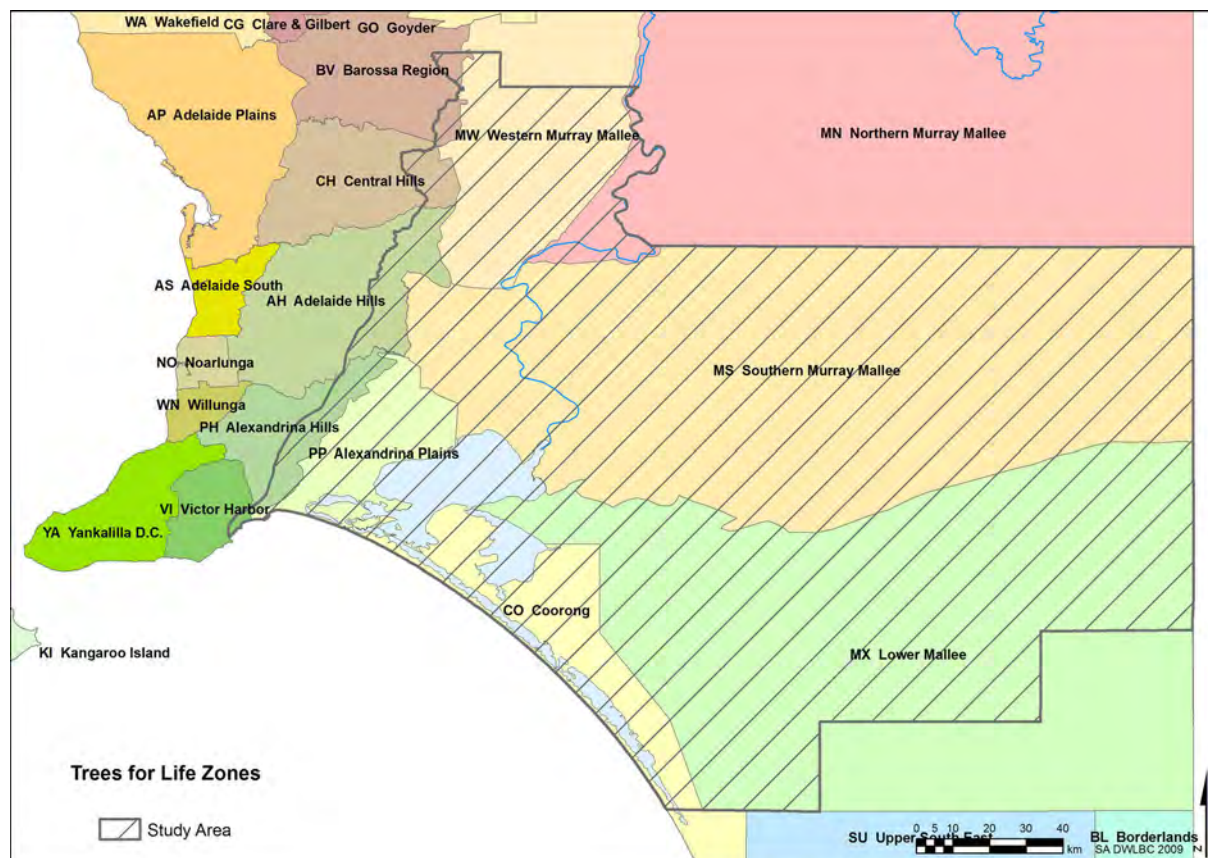 WA Wakefield
CG Clare & Gilbert
GO Goyder
BV Barossa Region
AP Adelaide Plains
MW Western Murray Mallee
MN Northern Murray Mallee
CH Central Hills
AS Adelaide South
AH Adelaide Hills
NO Noarlunga
MS Southern Murray Mallee
WN Willunga
PH Alexandrina Hills
PP Alexandrina Plains
VI Victor Harbor
YA Yankalilla D.C.
CO Coorong
KI Kangaroo Island
MX Lower Mallee
Trees for Life Zones
Study Area
0 5 10 20 30 40
km
SU Upper South East
BL Borderlands
SA DWLBC 2009
N